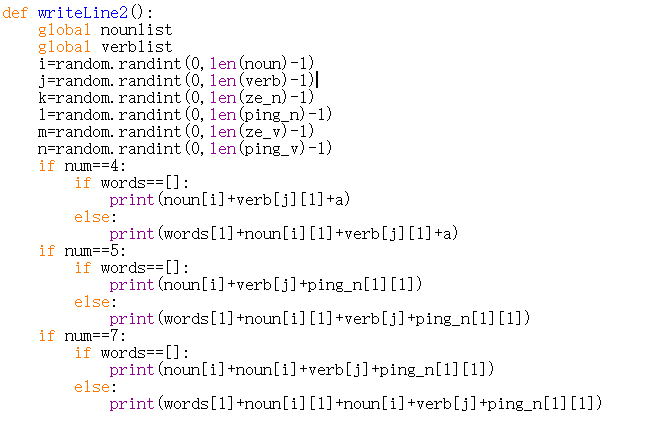 def writeLine2():
    global nounlist
    global verblist
    i=random.randint(0,len(noun)-1)
    j=random.randint(0,len(verb)-1)
    k=random.randint(0,len(ze_n)-1)
    l=random.randint(0,len(ping_n)-1)
    m=random.randint(0,len(ze_v)-1)
    n=random.randint(0,len(ping_v)-1)
    if num==4:
        if words==[]:
            print(noun[i]+verb[j][1]+a)
        else:
            print(words[1]+noun[i][1]+verb[j][1]+a)
    if num==5:
        if words==[]:
            print(noun[i]+verb[j]+ping_n[l][1])
        else:
            print(words[1]+noun[i][1]+verb[j]+ping_n[l][1])
    if num==7:
        if words==[]:
            print(noun[i]+noun[i]+verb[j]+ping_n[l][1])
        else:
            print(words[1]+noun[i][1]+noun[i]+verb[j]+ping_n[l][1])